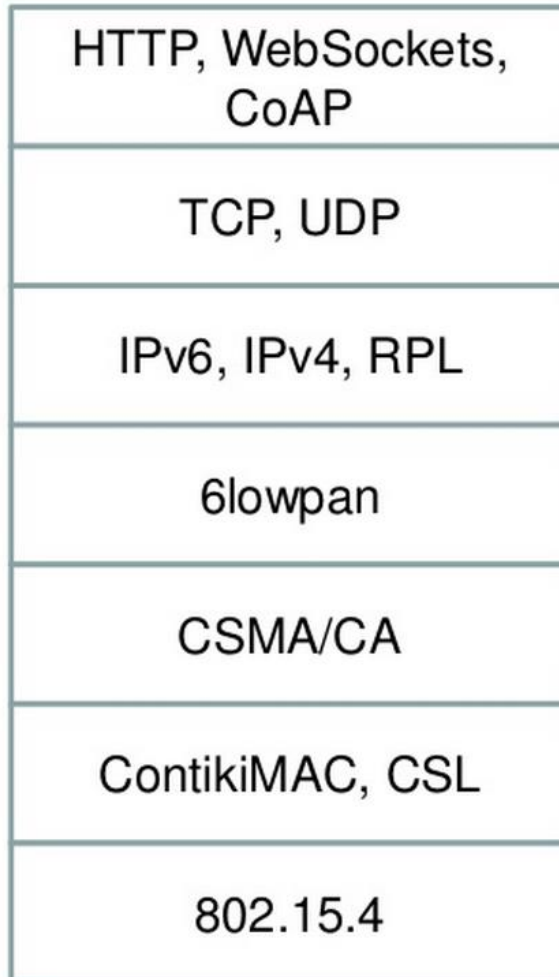 HTTP, WebSockets,
CoAP
TCP, UDP
IPv6, IPv4, RPL
6lowpan
CSMA/CA
ContikiMAC, CSL
802.15.4